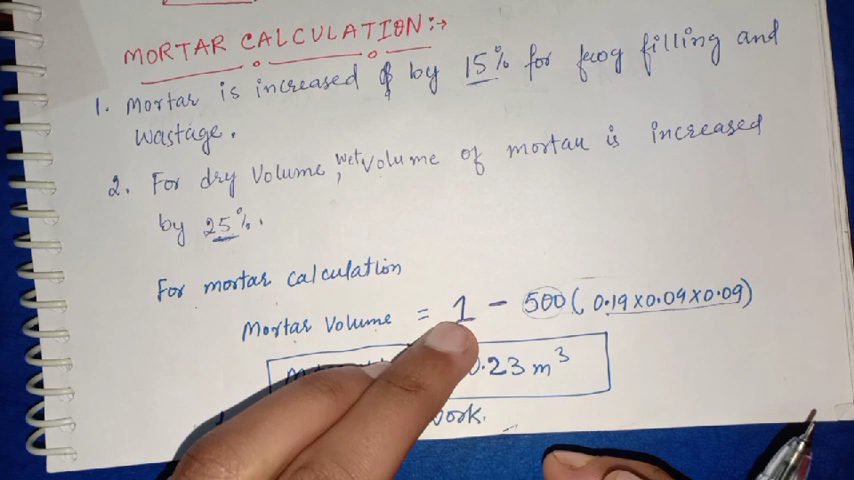 MORTAR CALCULATION :→
1. Mortar is increased by 15% for frog filling and
wastage.
2. For dry volume, wet volume of mortar is increased
by 25%.
For mortar calculation
Mortar Volume = 1 - 500 ( 0.19 x 0.09 x 0.09 )
0.23 m³
work.